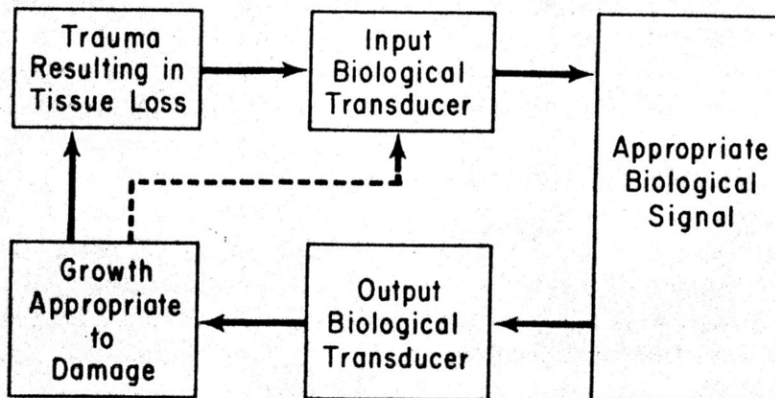 Trauma
Resulting in
Tissue Loss
Input
Biological
Transducer
Appropriate
Biological
Signal
Growth
Appropriate
to
Damage
Output
Biological
Transducer